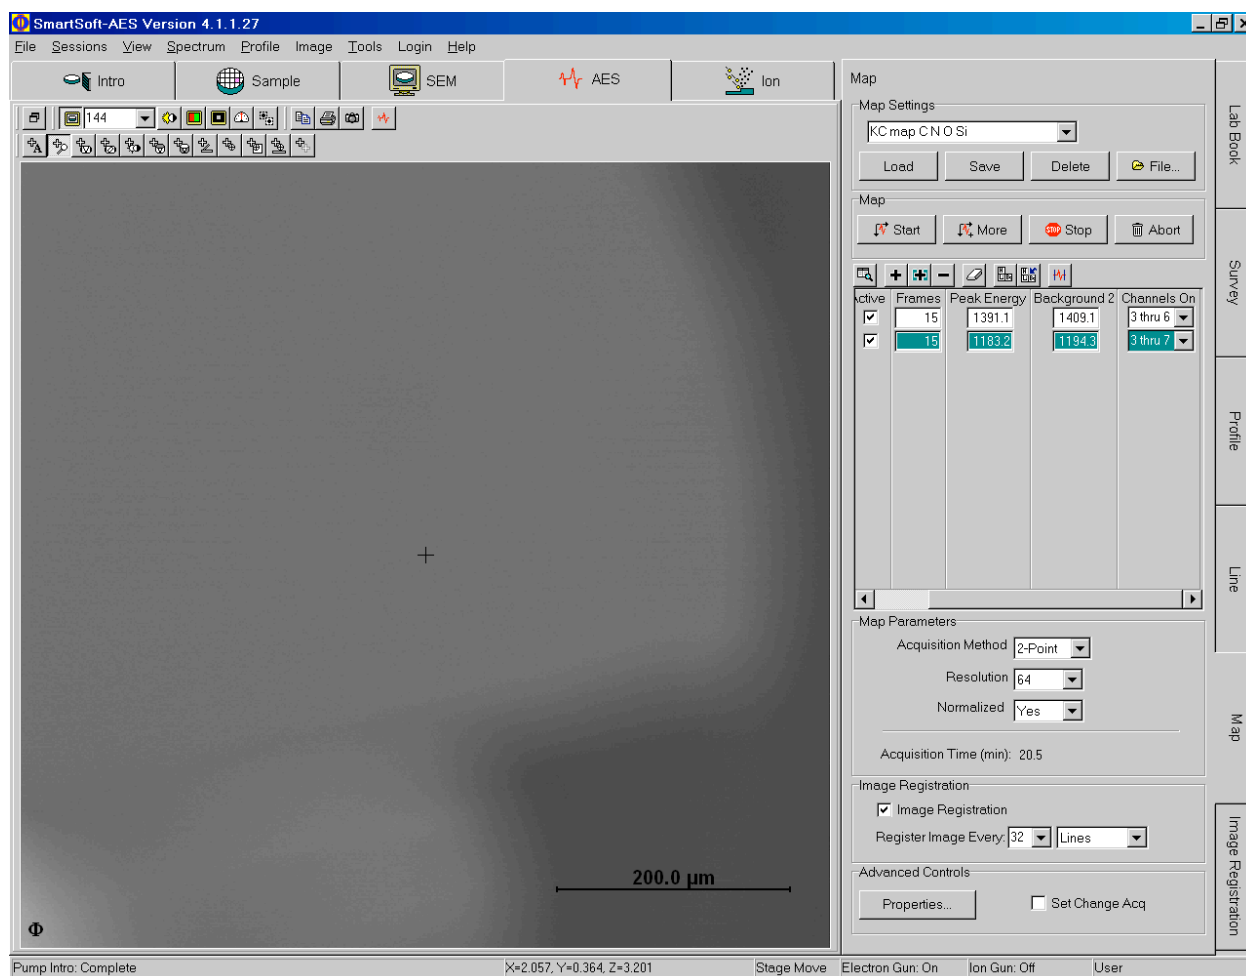 SmartSoft-AES Version 4.1.1.27
File Sessions View Spectrum Profile Image Tools Login Help
Intro Sample SEM AES Ion
144
200.0 µm
Φ
Map
Map Settings
KC map C N O Si
Load Save Delete File...
Map
Start More STOP Stop Abort
Active Frames Peak Energy Background 2 Channels On
15 1391.1 1409.1 3 thru 6
15 1183.2 1194.3 3 thru 7
Map Parameters
Acquisition Method 2-Point
Resolution 64
Normalized Yes
Acquisition Time (min): 20.5
Image Registration
Image Registration
Register Image Every: 32 Lines
Advanced Controls
Properties... Set Change Acq
Lab Book
Survey
Profile
Line
Map
Image Registration
Pump Intro: Complete X=2.057, Y=0.364, Z=3.201 Stage Move Electron Gun: On Ion Gun: Off User